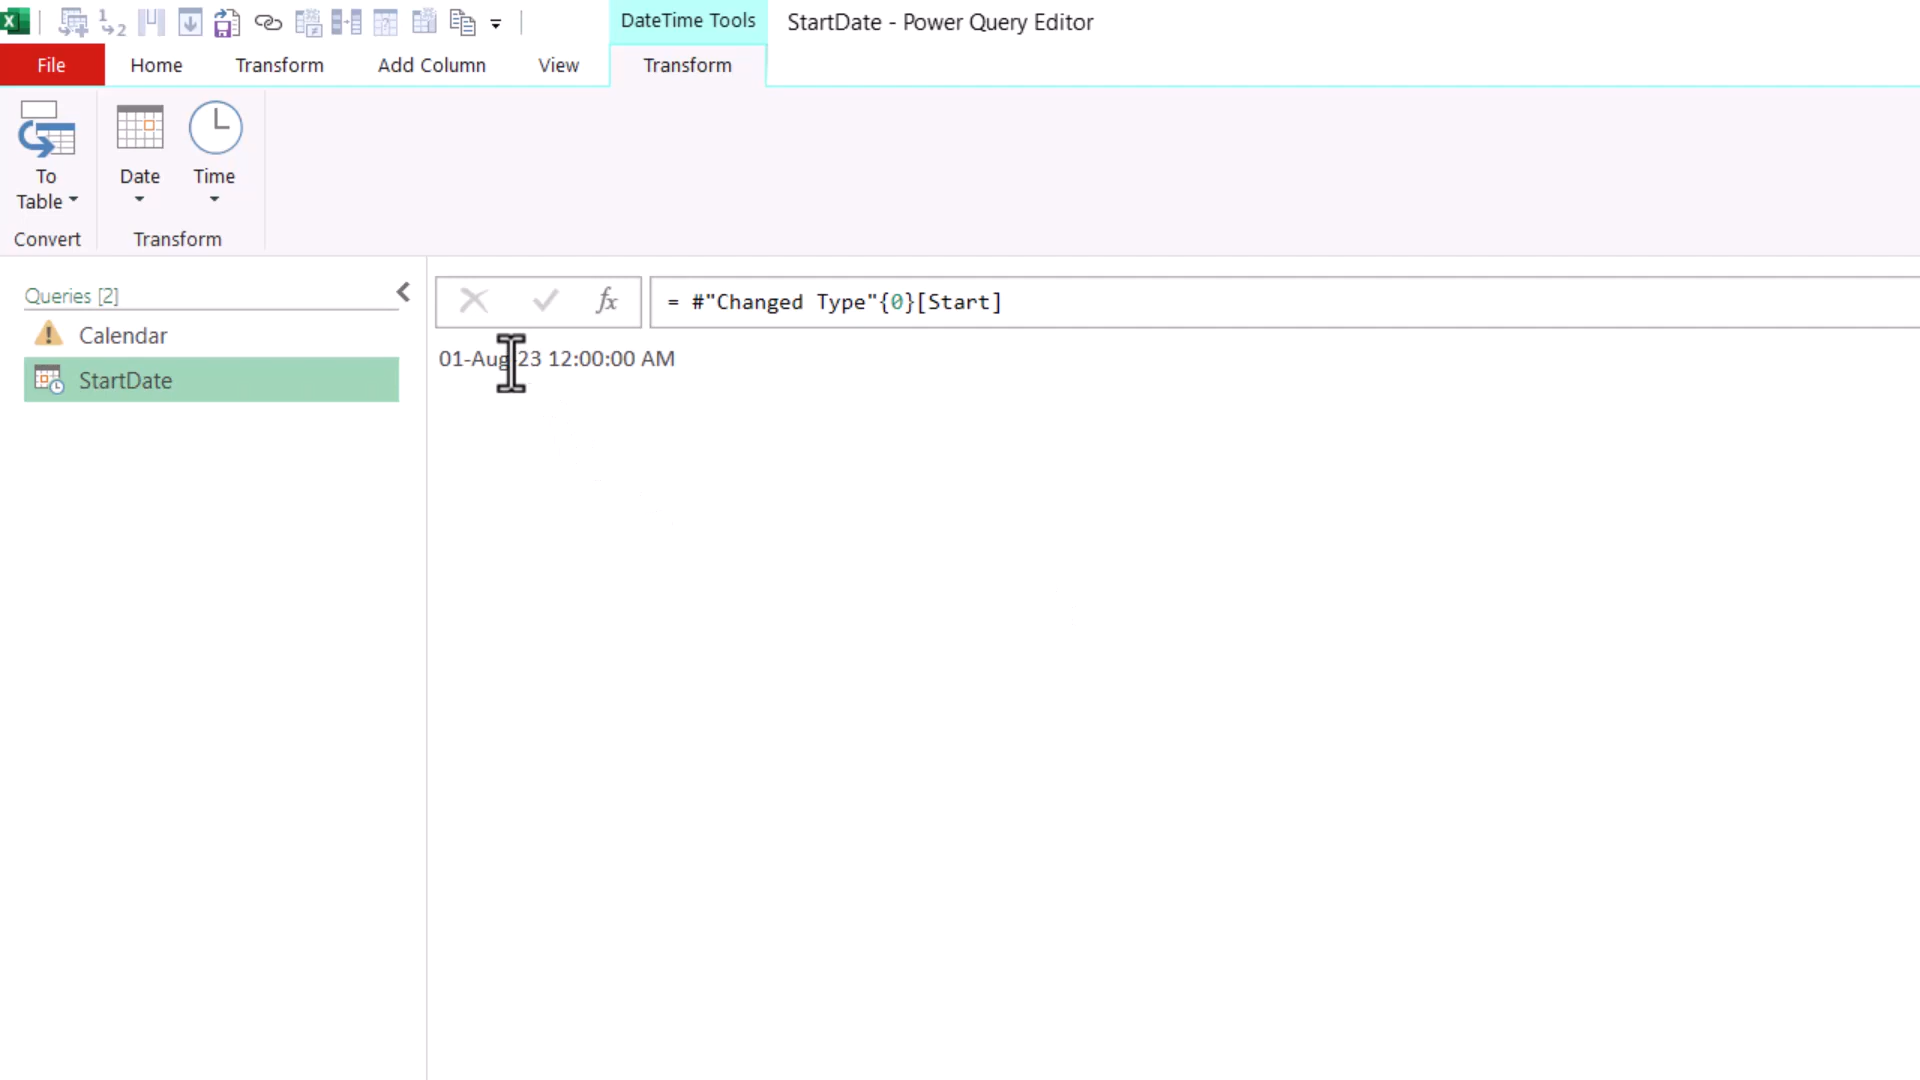 DateTime Tools
StartDate - Power Query Editor
File
Home
Transform
Add Column
View
Transform
To
Table
Date
Time
Convert
Transform
Queries [2]
fx
= #"Changed Type"{0}[Start]
Calendar
StartDate
01-Aug-23 12:00:00 AM